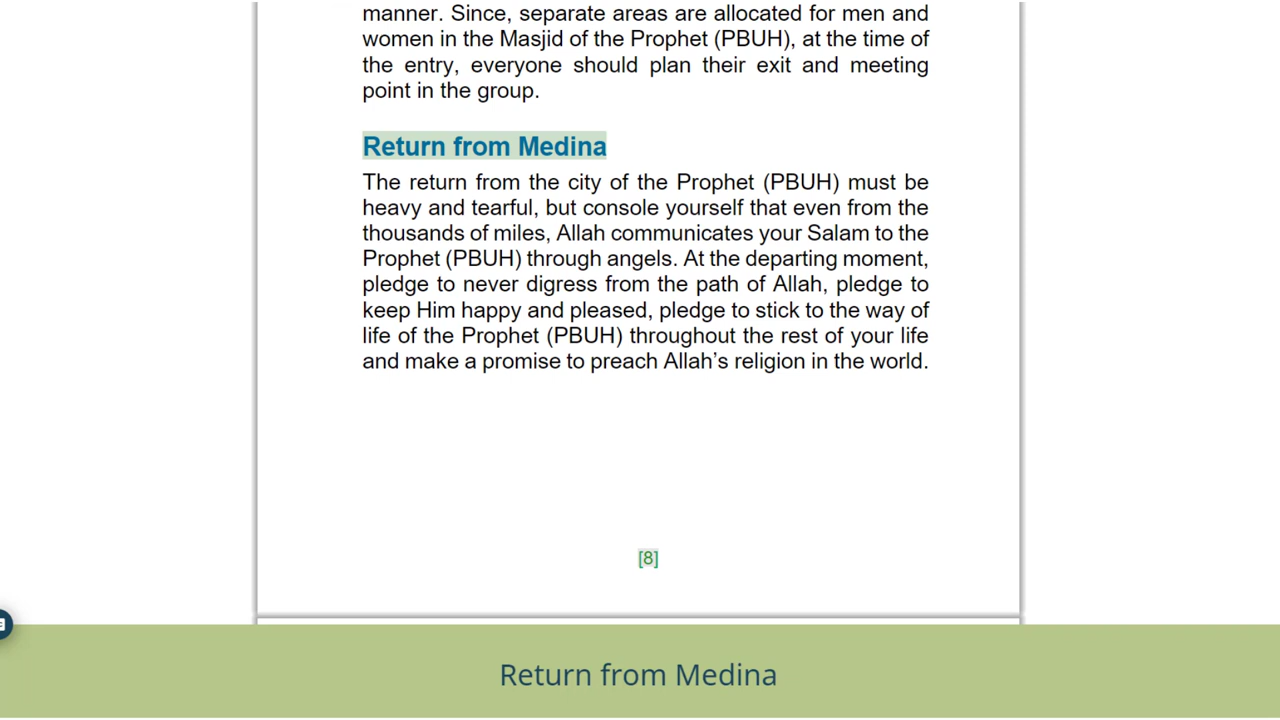 manner. Since, separate areas are allocated for men and
women in the Masjid of the Prophet (PBUH), at the time of
the entry, everyone should plan their exit and meeting
point in the group.
Return from Medina
The return from the city of the Prophet (PBUH) must be
heavy and tearful, but console yourself that even from the
thousands of miles, Allah communicates your Salam to the
Prophet (PBUH) through angels. At the departing moment,
pledge to never digress from the path of Allah, pledge to
keep Him happy and pleased, pledge to stick to the way of
life of the Prophet (PBUH) throughout the rest of your life
and make a promise to preach Allah’s religion in the world.
[8]
Return from Medina